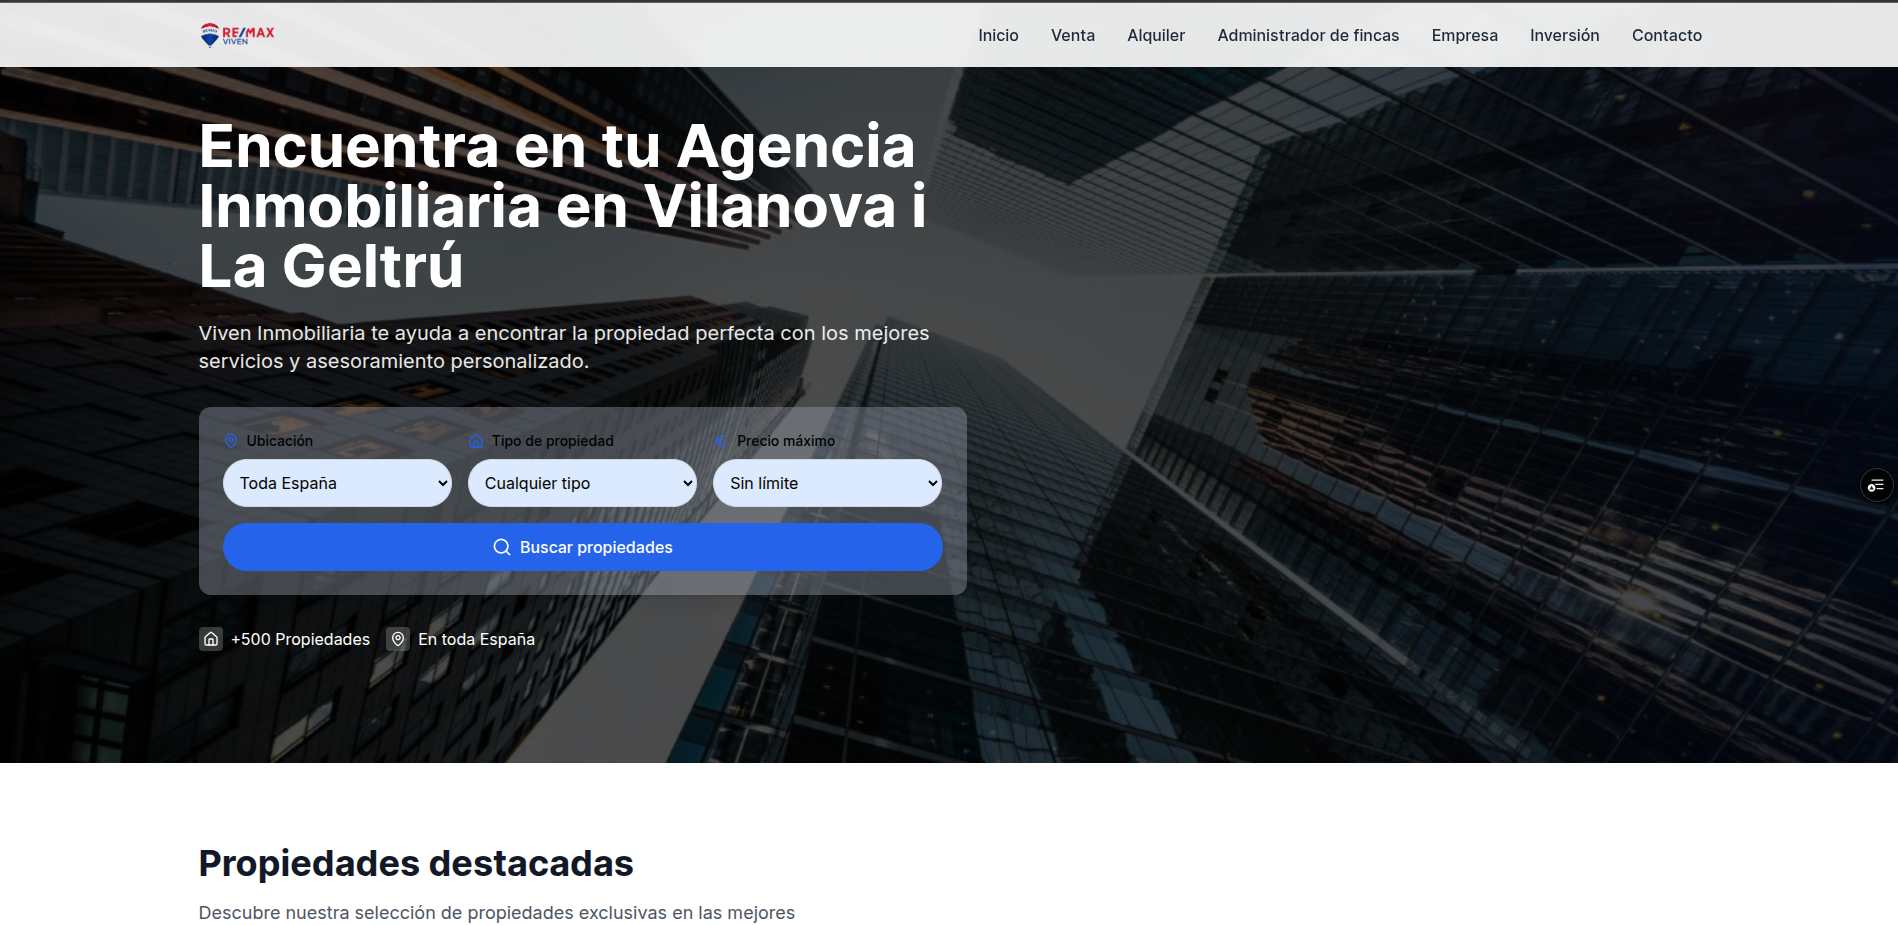 RE/MAX
VIVEN
Inicio Venta Alquiler Administrador de fincas Empresa Inversión Contacto
Encuentra en tu Agencia
Inmobiliaria en Vilanova i
La Geltrú
Viven Inmobiliaria te ayuda a encontrar la propiedad perfecta con los mejores
servicios y asesoramiento personalizado.
Ubicación Tipo de propiedad Precio máximo
Toda España Cualquier tipo Sin límite
Buscar propiedades
+500 Propiedades En toda España
Propiedades destacadas
Descubre nuestra selección de propiedades exclusivas en las mejores